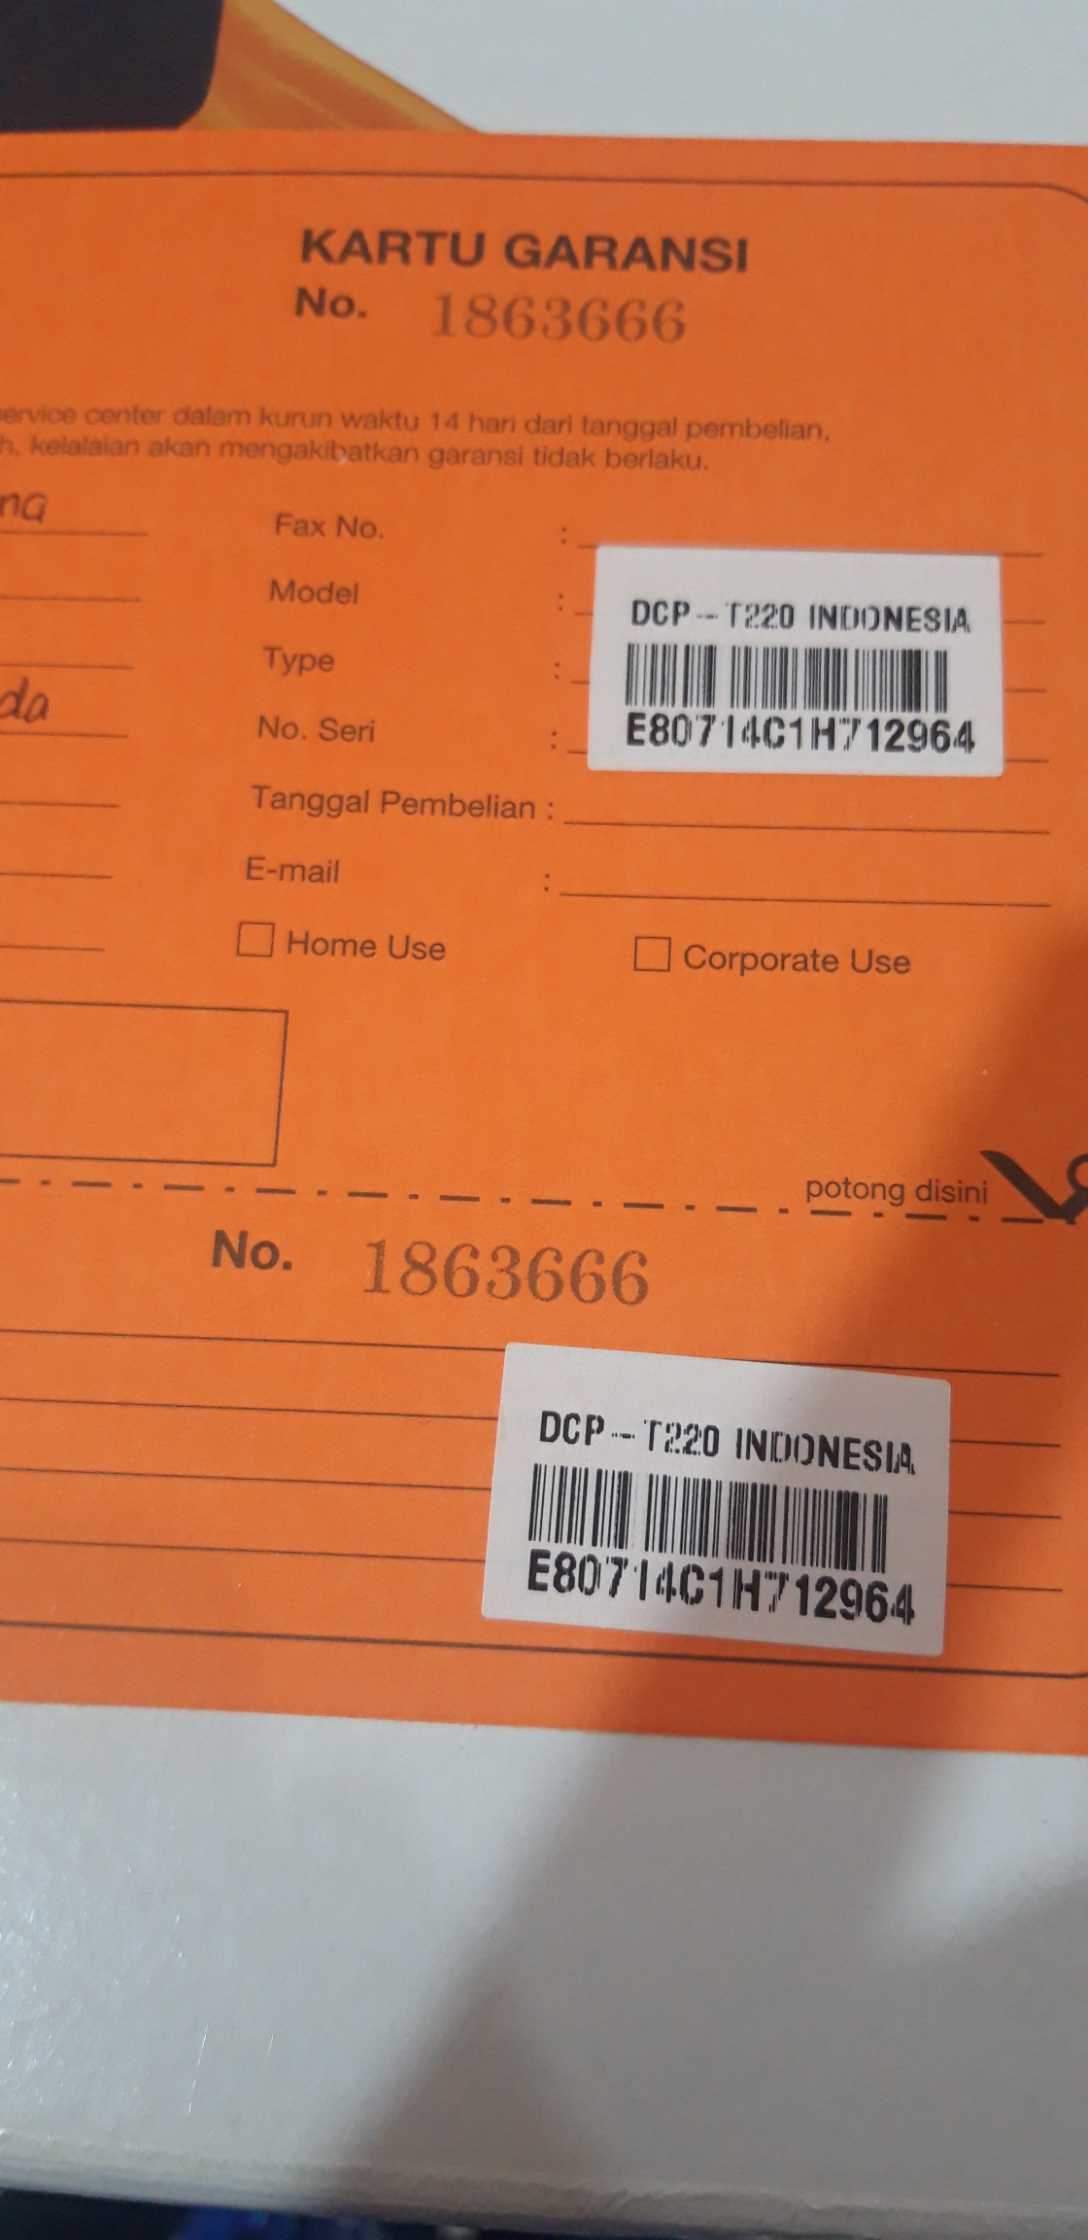 KARTU GARANSI
No. 1863666
service center dalam kurun waktu 14 hari dari tanggal pembelian,
h, kelalaian akan mengakibatkan garansi tidak berlaku.
na
Fax No. :
Model :
DCP-T220 INDONESIA
Type :
da
No. Seri :
E80714C1H712964
Tanggal Pembelian :
E-mail :
Home Use
Corporate Use
potong disini
No. 1863666
DCP-T220 INDONESIA
E80714C1H712964